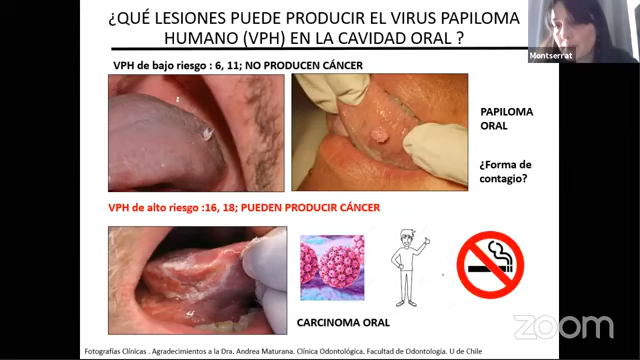 ¿QUÉ LESIONES PUEDE PRODUCIR EL VIRUS PAPILOMA
HUMANO (VPH) EN LA CAVIDAD ORAL ?
Montserrat
VPH de bajo riesgo : 6, 11; NO PRODUCEN CÁNCER
PAPILOMA
ORAL
¿Forma de
contagio?
VPH de alto riesgo :16, 18; PUEDEN PRODUCIR CÁNCER
CARCINOMA ORAL
zoom
Fotografías Clínicas . Agradecimientos a la Dra. Andrea Maturana. Clínica Odontológica. Facultad de Odontología. U de Chile